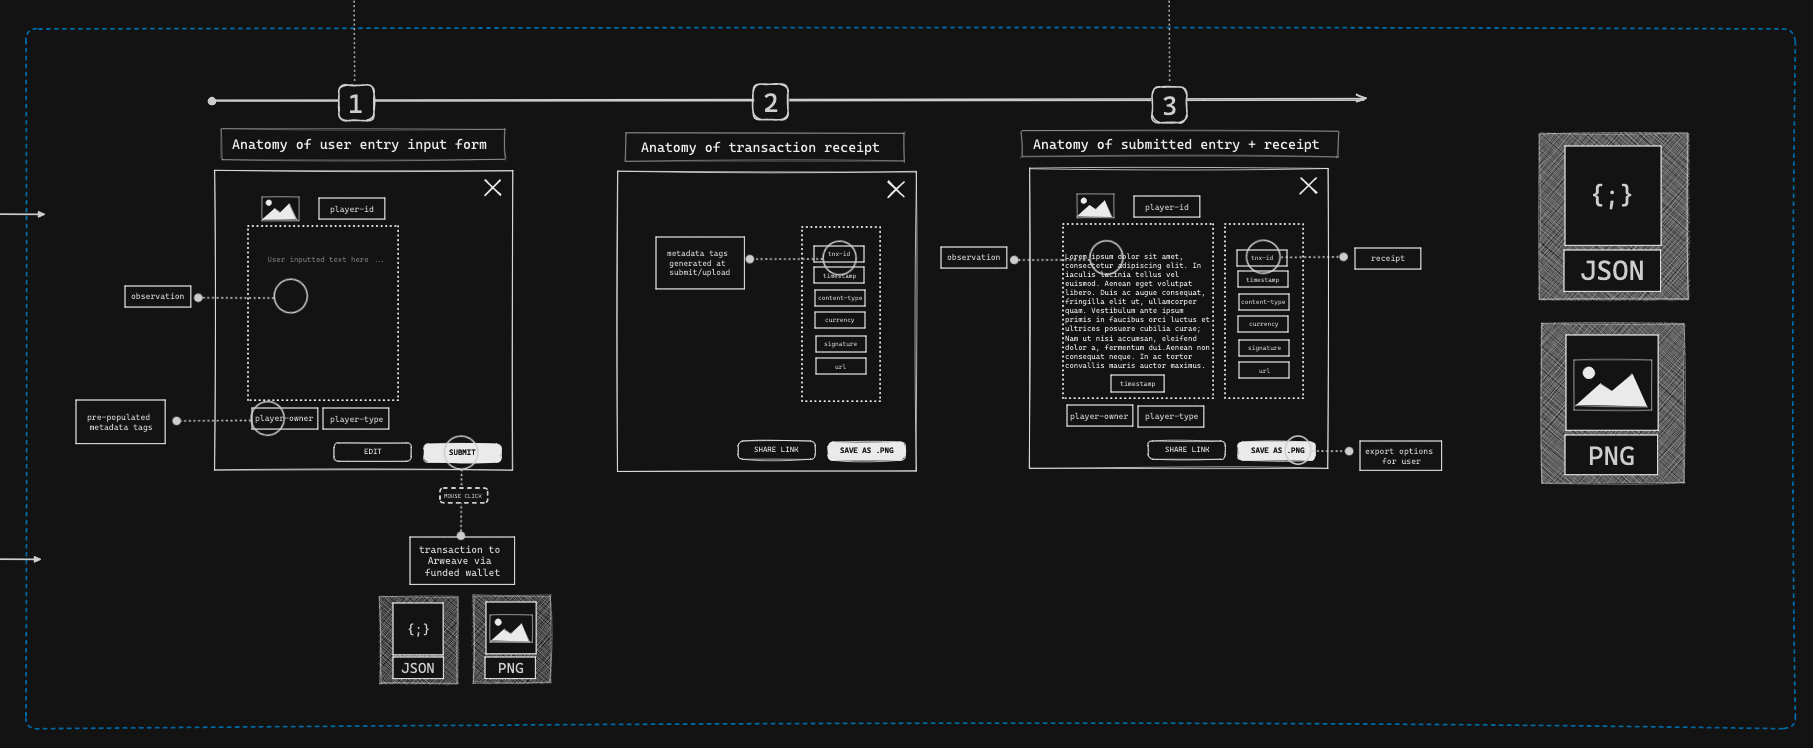 1
2
3
Anatomy of user entry input form
Anatomy of transaction receipt
Anatomy of submitted entry + receipt
player-id
User inputted text here ...
observation
pre-populated
metadata tags
player-owner
player-type
EDIT
SUBMIT
MOUSE CLICK
transaction to
Arweave via
funded wallet
{;}
JSON
PNG
metadata tags
generated at
submit/upload
tnx-id
timestamp
content-type
currency
signature
url
SHARE LINK
SAVE AS .PNG
player-id
observation
Lorem ipsum dolor sit amet,
consectetur adipiscing elit. In
iaculis lacinia tellus vel
euismod. Aenean eget volutpat
libero. Duis ac augue consequat,
fringilla elit ut, ullamcorper
quam. Vestibulum ante ipsum
primis in faucibus orci luctus et
ultrices posuere cubilia curae;
Nam ut nisi accumsan, eleifend
dolor a, fermentum dui.Aenean non
consequat neque. In ac tortor
convallis mauris auctor maximus.
timestamp
player-owner
player-type
tnx-id
timestamp
content-type
currency
signature
url
receipt
SHARE LINK
SAVE AS .PNG
export options
for user
{;}
JSON
PNG